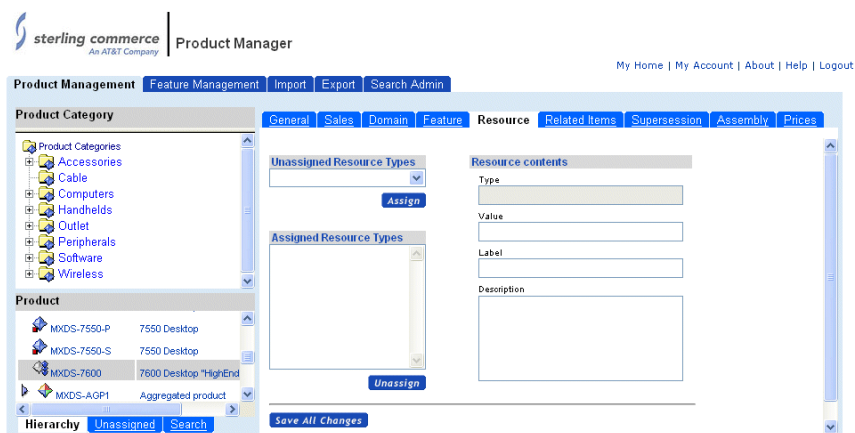 sterling commerce
An AT&T Company
Product Manager
My Home | My Account | About | Help | Logout
Product Management Feature Management Import Export Search Admin
Product Category
General Sales Domain Feature Resource Related Items Supersession Assembly Prices
Product Categories
Accessories
Cable
Computers
Handhelds
Outlet
Peripherals
Software
Wireless
Unassigned Resource Types
Assign
Assigned Resource Types
Unassign
Resource contents
Type
Value
Label
Description
Product
MXDS-7550-P 7550 Desktop
MXDS-7550-S 7550 Desktop
MXDS-7600 7600 Desktop "HighEnd
MXDS-AGP1 Aggregated product
Hierarchy Unassigned Search
Save All Changes